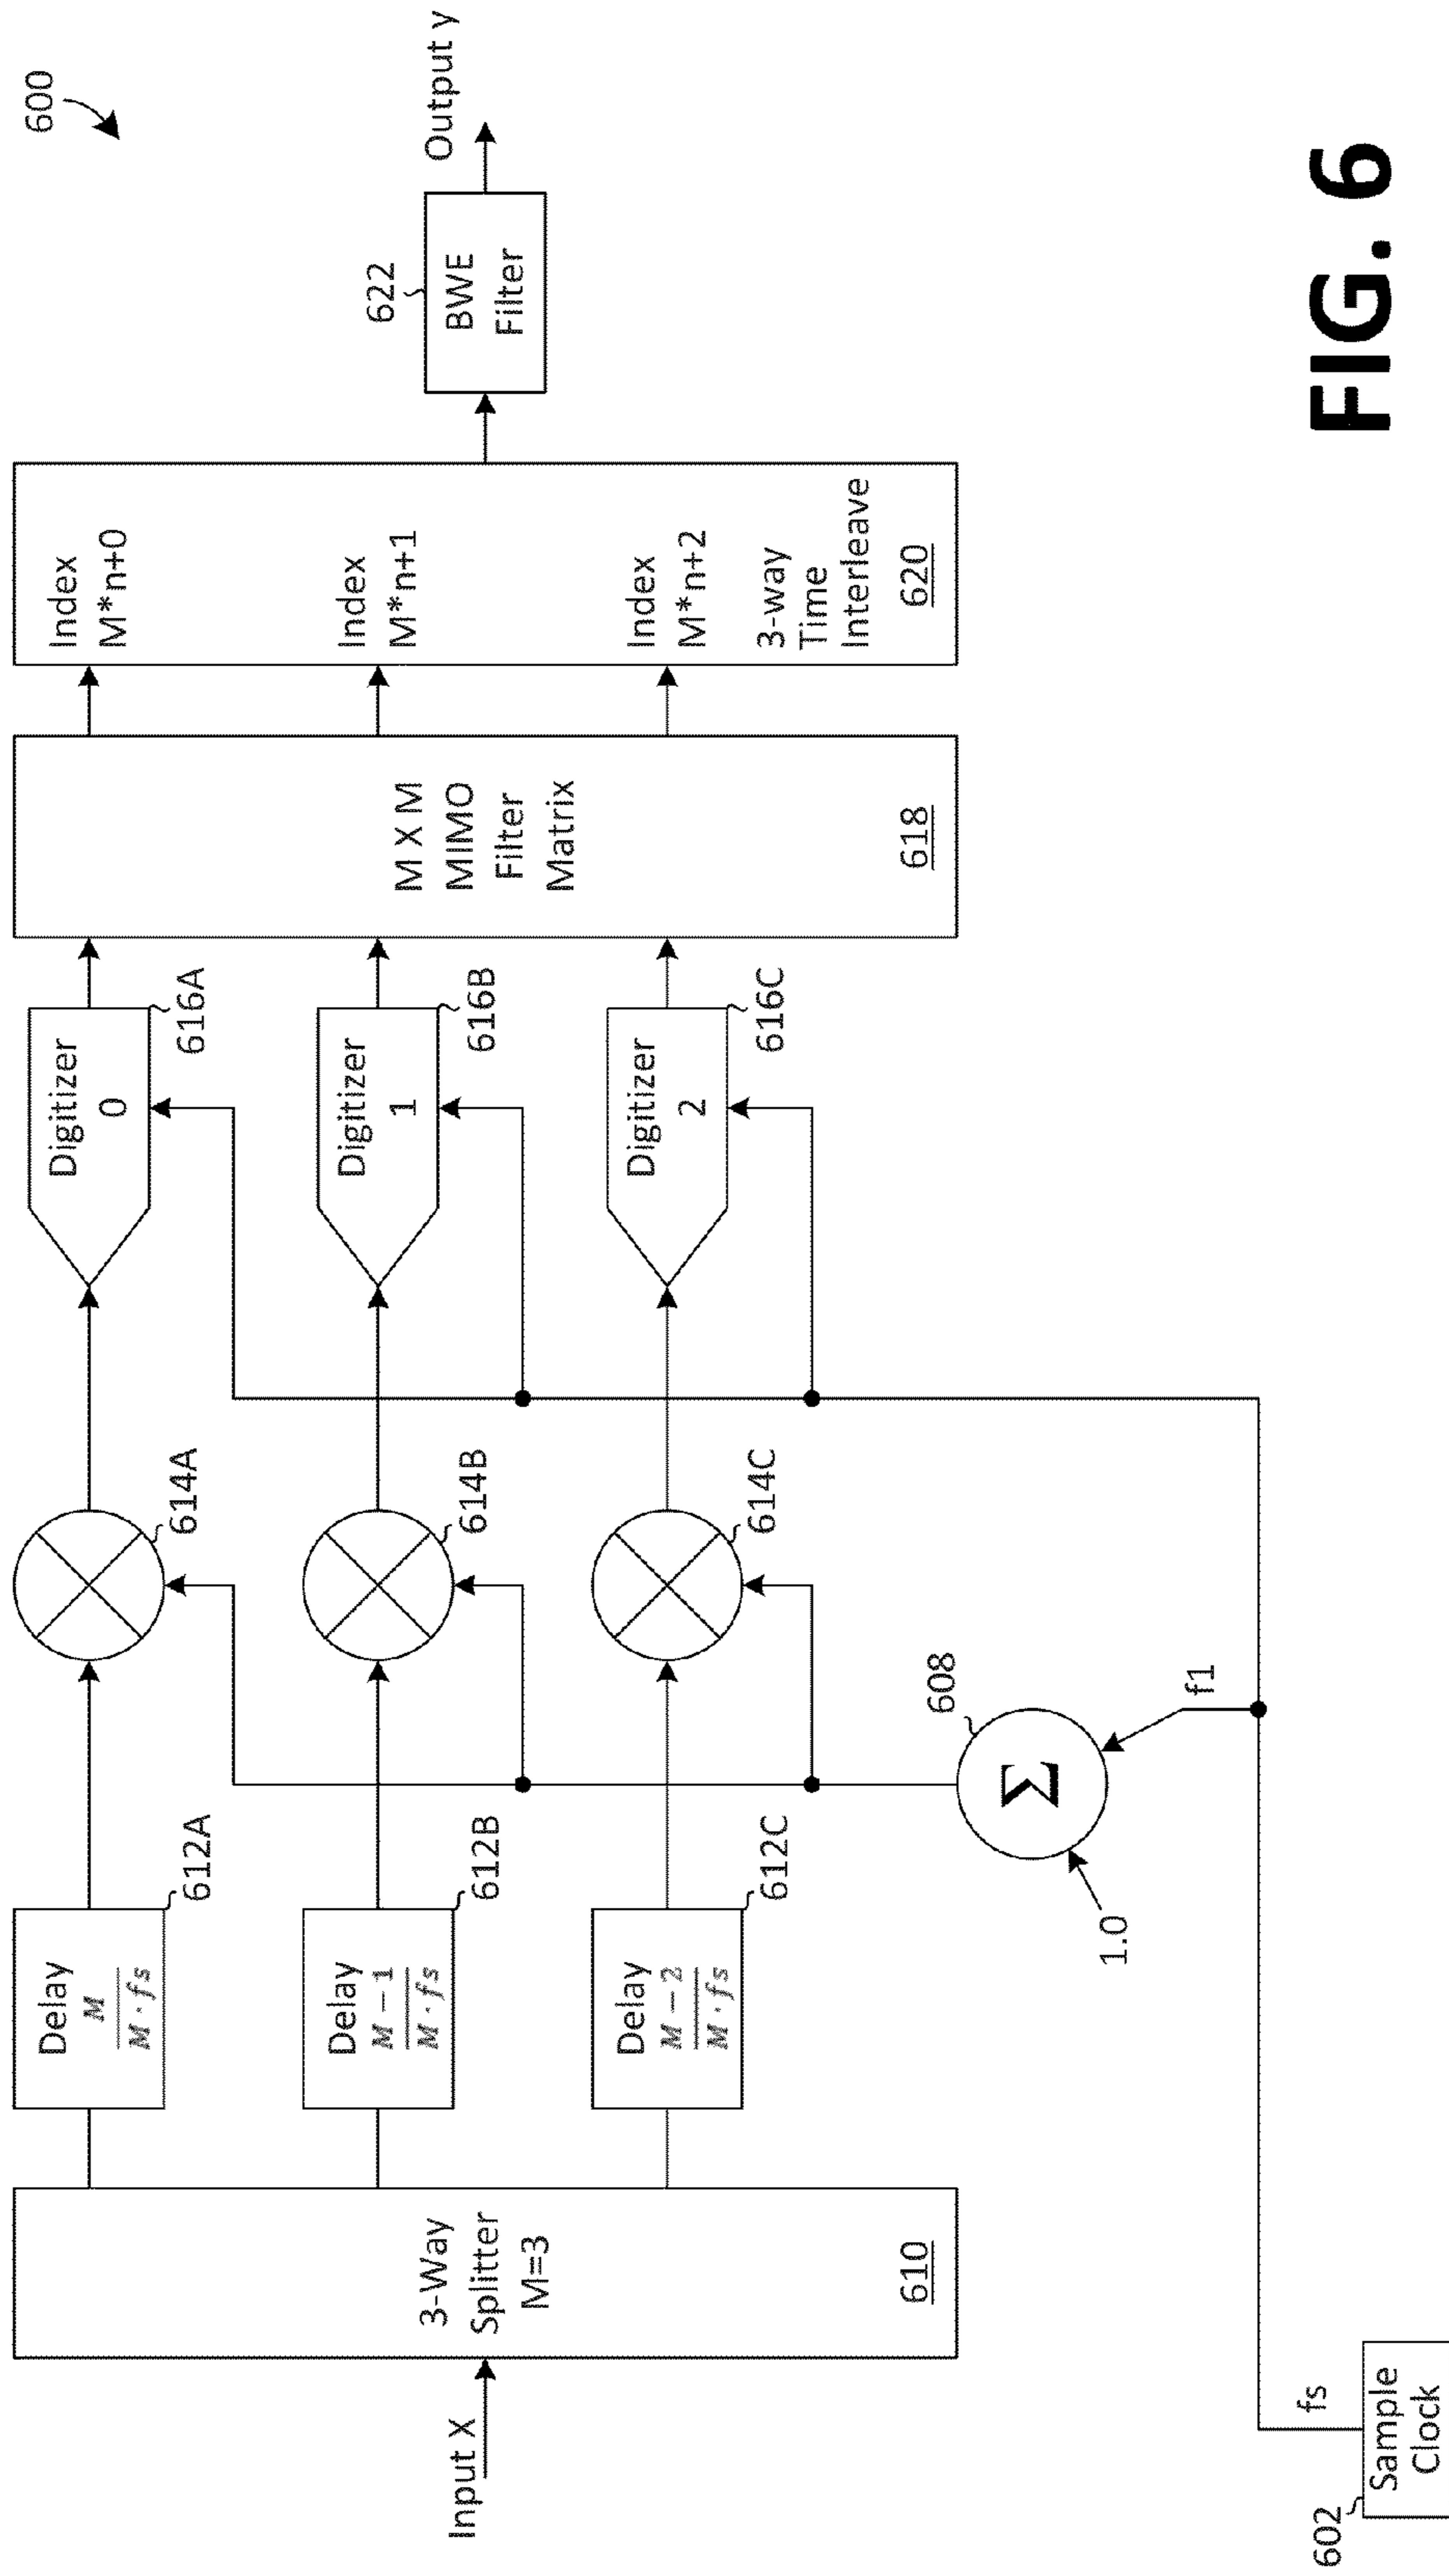 600
Input X
3-Way
Splitter
M=3
610
Delay
M
M · fs
612A
Delay
M − 1
M · fs
612B
Delay
M − 2
M · fs
612C
614A
614B
614C
Digitizer
0
616A
Digitizer
1
616B
Digitizer
2
616C
M X M
MIMO
Filter
Matrix
618
Index
M*n+0
Index
M*n+1
Index
M*n+2
3-way
Time
Interleave
620
622
BWE
Filter
Output y
1.0
Σ
608
f1
fs
602
Sample
Clock
FIG. 6